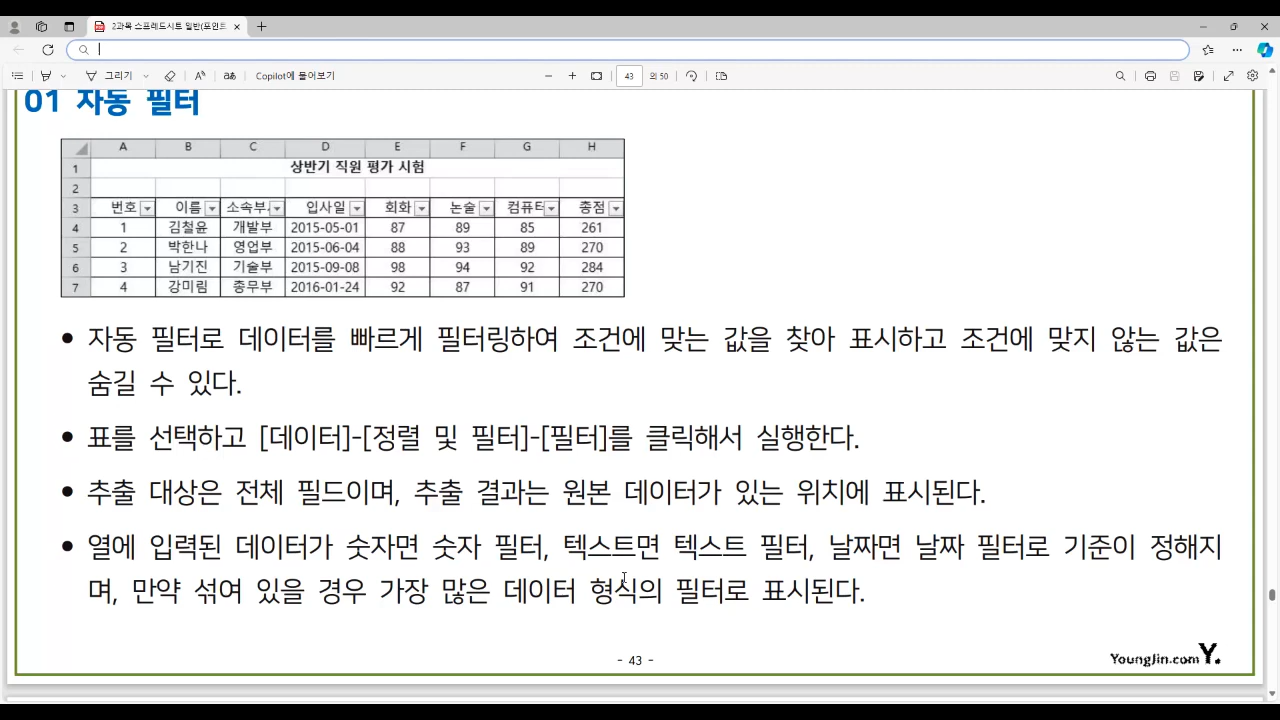 2과목 스프레드시트 일반(포인트
그리기
aあ
Copilot에 물어보기
43 의 50
01 자동 필터
A B C D E F G H
1 상반기 직원 평가 시험
2
3 번호 이름 소속부서 입사일 회화 논술 컴퓨터 총점
4 1 김철윤 개발부 2015-05-01 87 89 85 261
5 2 박한나 영업부 2015-06-04 88 93 89 270
6 3 남기진 기술부 2015-09-08 98 94 92 284
7 4 강미림 총무부 2016-01-24 92 87 91 270
• 자동 필터로 데이터를 빠르게 필터링하여 조건에 맞는 값을 찾아 표시하고 조건에 맞지 않는 값은
숨길 수 있다.
• 표를 선택하고 [데이터]-[정렬 및 필터]-[필터]를 클릭해서 실행한다.
• 추출 대상은 전체 필드이며, 추출 결과는 원본 데이터가 있는 위치에 표시된다.
• 열에 입력된 데이터가 숫자면 숫자 필터, 텍스트면 텍스트 필터, 날짜면 날짜 필터로 기준이 정해지
며, 만약 섞여 있을 경우 가장 많은 데이터 형식의 필터로 표시된다.
- 43 -
YoungJin.com Y.